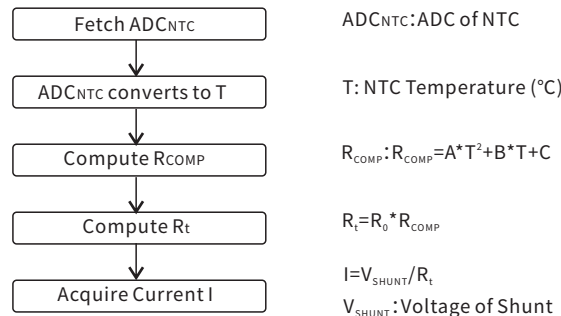 Fetch ADCNTC
ADCNTC:ADC of NTC
ADCNTC converts to T
T: NTC Temperature (°C)
Compute RCOMP
RCOMP:RCOMP=A*T²+B*T+C
Compute Rt
Rt=R0*RCOMP
Acquire Current I
I=VSHUNT/Rt
VSHUNT:Voltage of Shunt